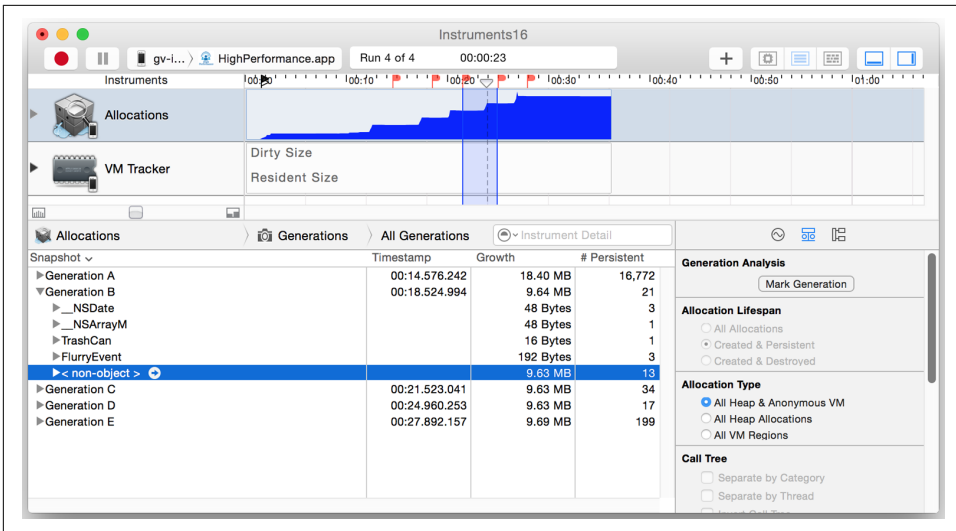 Instruments16
gv-i... HighPerformance.app Run 4 of 4 00:00:23
Instruments 00:00 00:10 00:20 00:30 00:40 00:50 01:00
Allocations
VM Tracker
Dirty Size
Resident Size
Allocations Generations All Generations Instrument Detail
Snapshot Timestamp Growth # Persistent
Generation A 00:14.576.242 18.40 MB 16,772
Generation B 00:18.524.994 9.64 MB 21
__NSDate 48 Bytes 3
__NSArrayM 48 Bytes 1
TrashCan 16 Bytes 1
FlurryEvent 192 Bytes 3
< non-object > 9.63 MB 13
Generation C 00:21.523.041 9.63 MB 34
Generation D 00:24.960.253 9.63 MB 17
Generation E 00:27.892.157 9.69 MB 199
Generation Analysis
Mark Generation
Allocation Lifespan
All Allocations
Created & Persistent
Created & Destroyed
Allocation Type
All Heap & Anonymous VM
All Heap Allocations
All VM Regions
Call Tree
Separate by Category
Separate by Thread